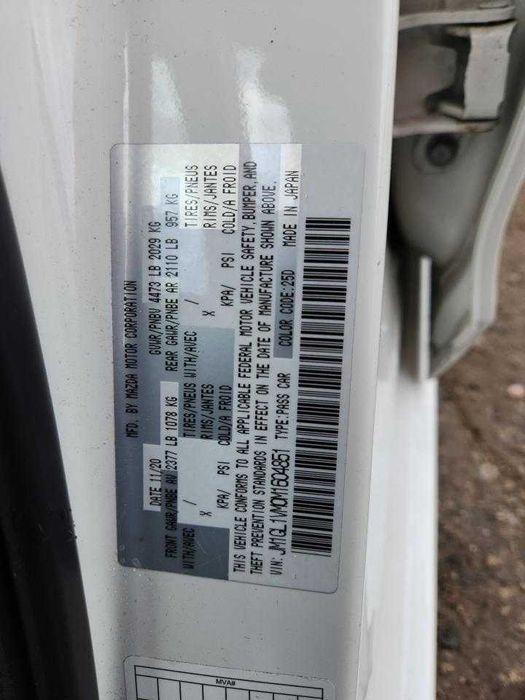 MFD. BY MAZDA MOTOR CORPORATION
DATE 11/20 GVWR/PNBV 4473 LB 2029 KG
FRONT GAWR/PNBE AV 2377 LB 1078 KG REAR GAWR/PNBE AR 2110 LB 957 KG
WITH/AVEC TIRES/PNEUS WITH/AVEC TIRES/PNEUS
/ RIMS/JANTES / RIMS/JANTES
X X
KPA/ PSI COLD/A FROID KPA/ PSI COLD/A FROID
THIS VEHICLE CONFORMS TO ALL APPLICABLE FEDERAL MOTOR VEHICLE SAFETY, BUMPER, AND
THEFT PREVENTION STANDARDS IN EFFECT ON THE DATE OF MANUFACTURE SHOWN ABOVE.
VIN: JM1GL1WM0M1604851 TYPE:PASS CAR COLOR CODE:25D MADE IN JAPAN
MVA#